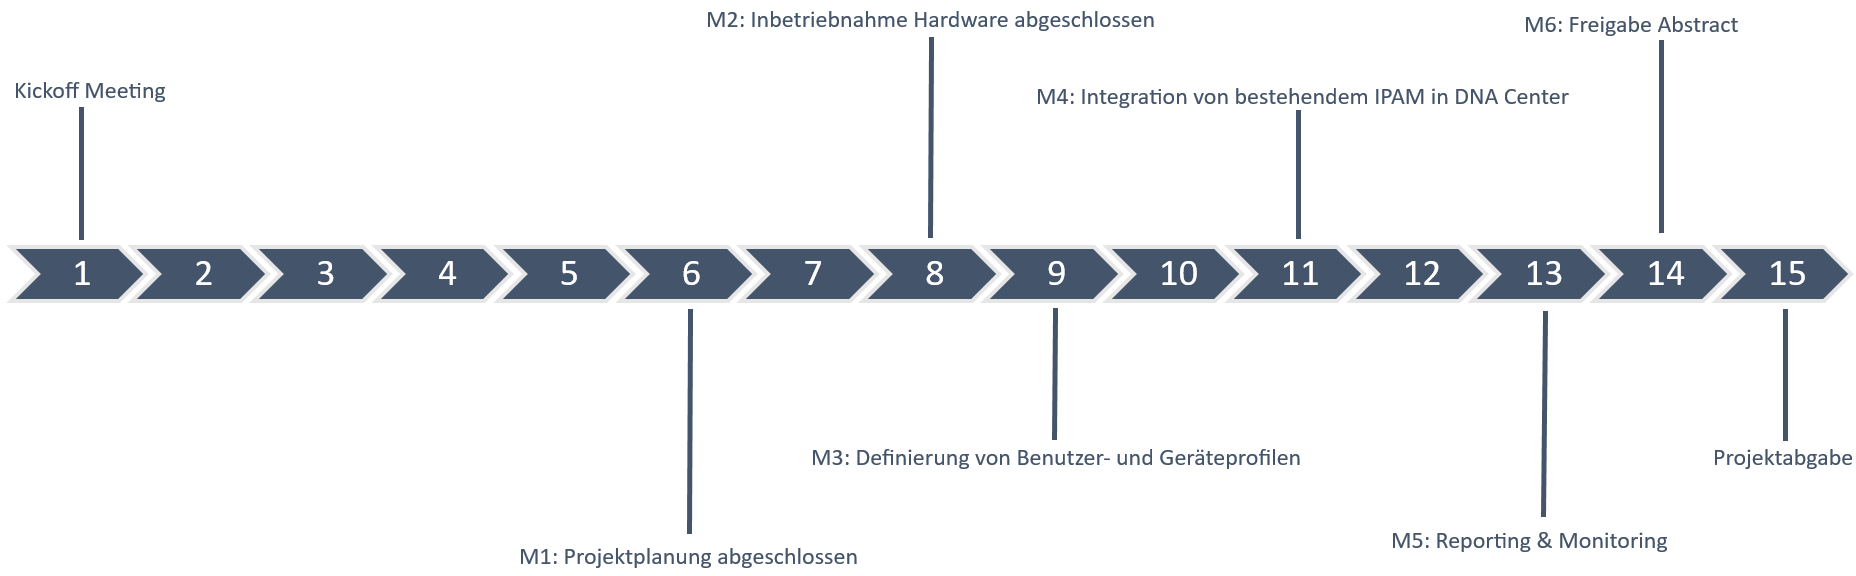 M2: Inbetriebnahme Hardware abgeschlossen
M6: Freigabe Abstract
Kickoff Meeting
M4: Integration von bestehendem IPAM in DNA Center
1 2 3 4 5 6 7 8 9 10 11 12 13 14 15
M3: Definierung von Benutzer- und Geräteprofilen
Projektabgabe
M5: Reporting & Monitoring
M1: Projektplanung abgeschlossen